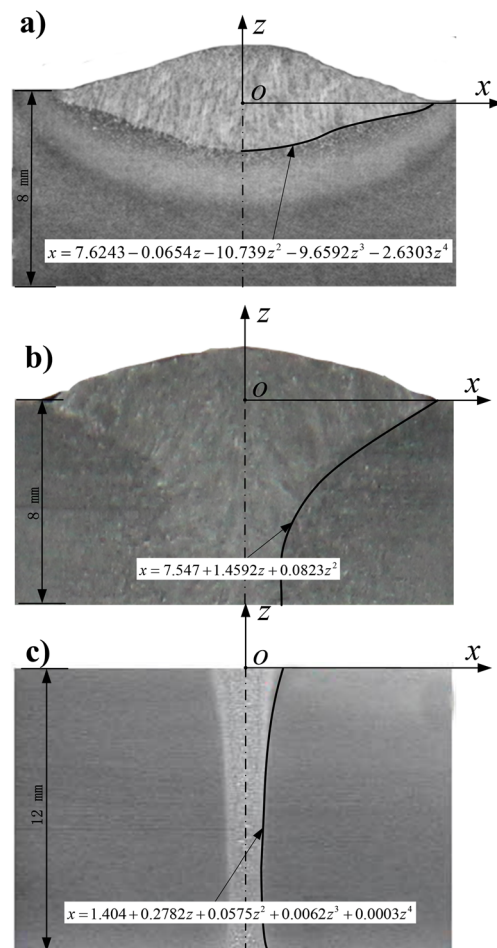 a)
z
o
x
8 mm
x = 7.6243 − 0.0654z − 10.739z² − 9.6592z³ − 2.6303z⁴
b)
z
o
x
8 mm
x = 7.547 + 1.4592z + 0.0823z²
c)
z
o
x
12 mm
x = 1.404 + 0.2782z + 0.0575z² + 0.0062z³ + 0.0003z⁴